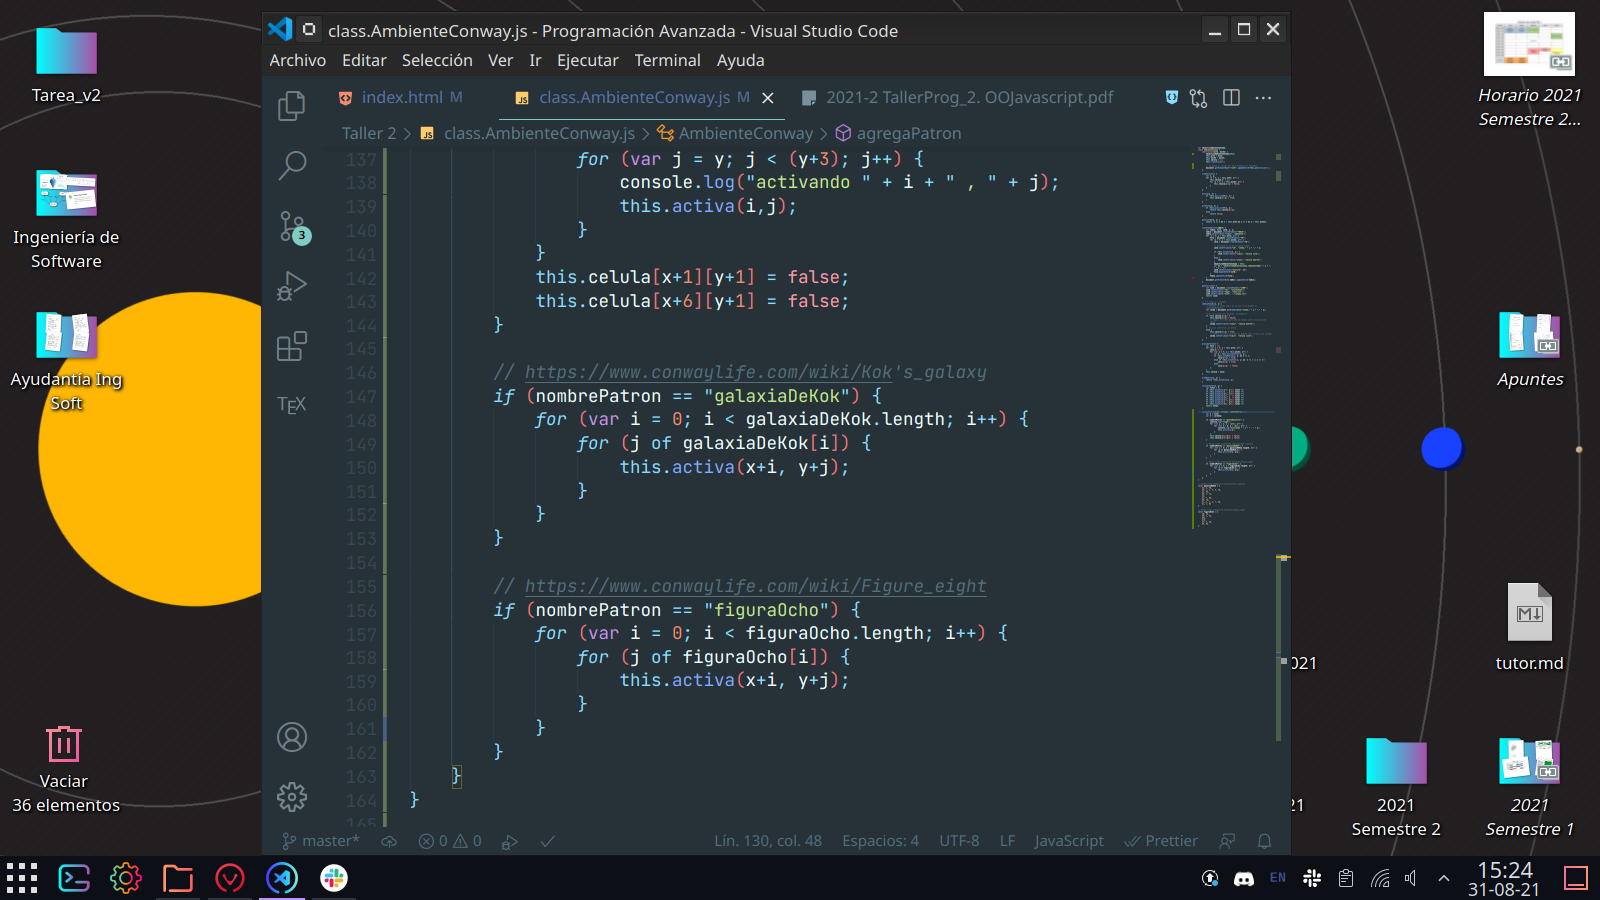 class.AmbienteConway.js - Programación Avanzada - Visual Studio Code
Archivo Editar Selección Ver Ir Ejecutar Terminal Ayuda
index.html M
JS class.AmbienteConway.js M
2021-2 TallerProg_2. OOJavascript.pdf
Taller 2 > JS class.AmbienteConway.js > AmbienteConway > agregaPatron
137 for (var j = y; j < (y+3); j++) {
138 console.log("activando " + i + " , " + j);
139 this.activa(i,j);
140 }
141 }
142 this.celula[x+1][y+1] = false;
143 this.celula[x+6][y+1] = false;
144 }
145
146 // https://www.conwaylife.com/wiki/Kok's_galaxy
147 if (nombrePatron == "galaxiaDeKok") {
148 for (var i = 0; i < galaxiaDeKok.length; i++) {
149 for (j of galaxiaDeKok[i]) {
150 this.activa(x+i, y+j);
151 }
152 }
153 }
154
155 // https://www.conwaylife.com/wiki/Figure_eight
156 if (nombrePatron == "figuraOcho") {
157 for (var i = 0; i < figuraOcho.length; i++) {
158 for (j of figuraOcho[i]) {
159 this.activa(x+i, y+j);
160 }
161 }
162 }
163 }
164 }
165
3
TEX
master*
0 0
Lín. 130, col. 48
Espacios: 4
UTF-8
LF
JavaScript
Prettier
Tarea_v2
Ingeniería de
Software
Ayudantía Ing
Soft
Vaciar
36 elementos
Horario 2021
Semestre 2...
Apuntes
M
tutor.md
021
21
2021
Semestre 2
2021
Semestre 1
EN
15:24
31-08-21